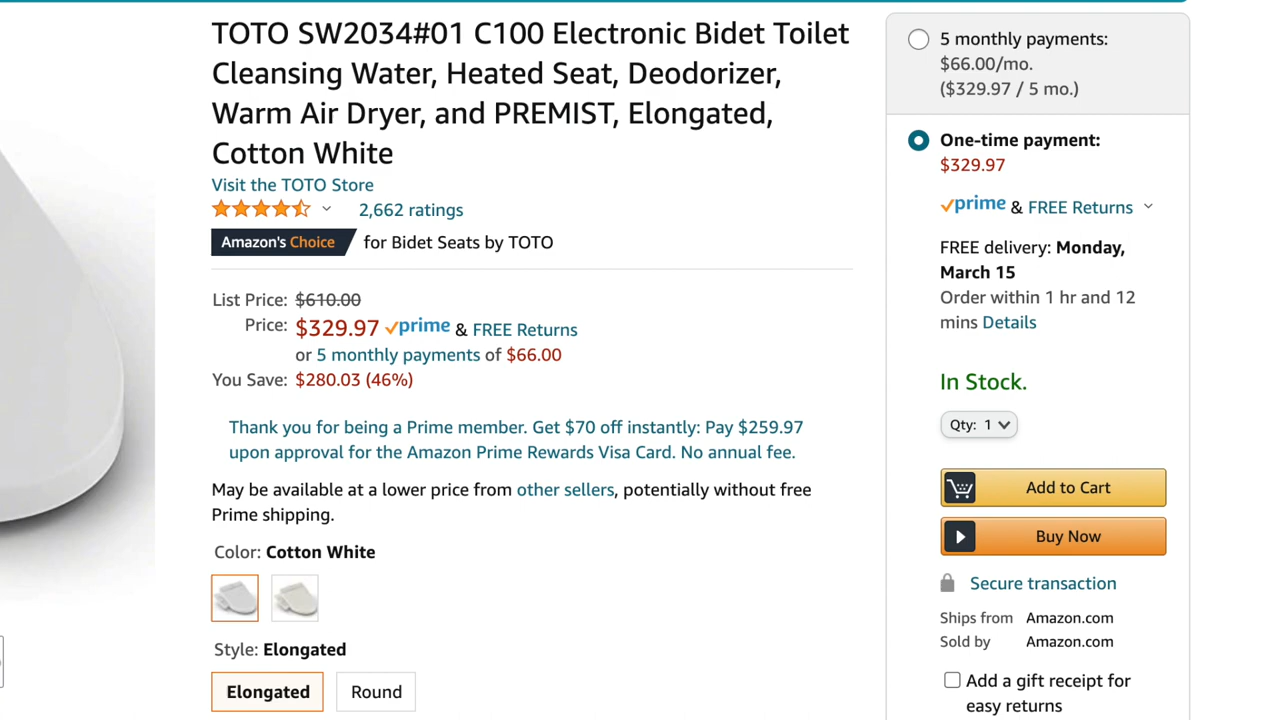 TOTO SW2034#01 C100 Electronic Bidet Toilet
Cleansing Water, Heated Seat, Deodorizer,
Warm Air Dryer, and PREMIST, Elongated,
Cotton White
Visit the TOTO Store
2,662 ratings
Amazon's Choice for Bidet Seats by TOTO
List Price: $610.00
Price: $329.97 prime & FREE Returns
or 5 monthly payments of $66.00
You Save: $280.03 (46%)
Thank you for being a Prime member. Get $70 off instantly: Pay $259.97
upon approval for the Amazon Prime Rewards Visa Card. No annual fee.
May be available at a lower price from other sellers, potentially without free
Prime shipping.
Color: Cotton White
Style: Elongated
Elongated Round
5 monthly payments:
$66.00/mo.
($329.97 / 5 mo.)
One-time payment:
$329.97
prime & FREE Returns
FREE delivery: Monday,
March 15
Order within 1 hr and 12
mins Details
In Stock.
Qty: 1
Add to Cart
Buy Now
Secure transaction
Ships from Amazon.com
Sold by Amazon.com
Add a gift receipt for
easy returns